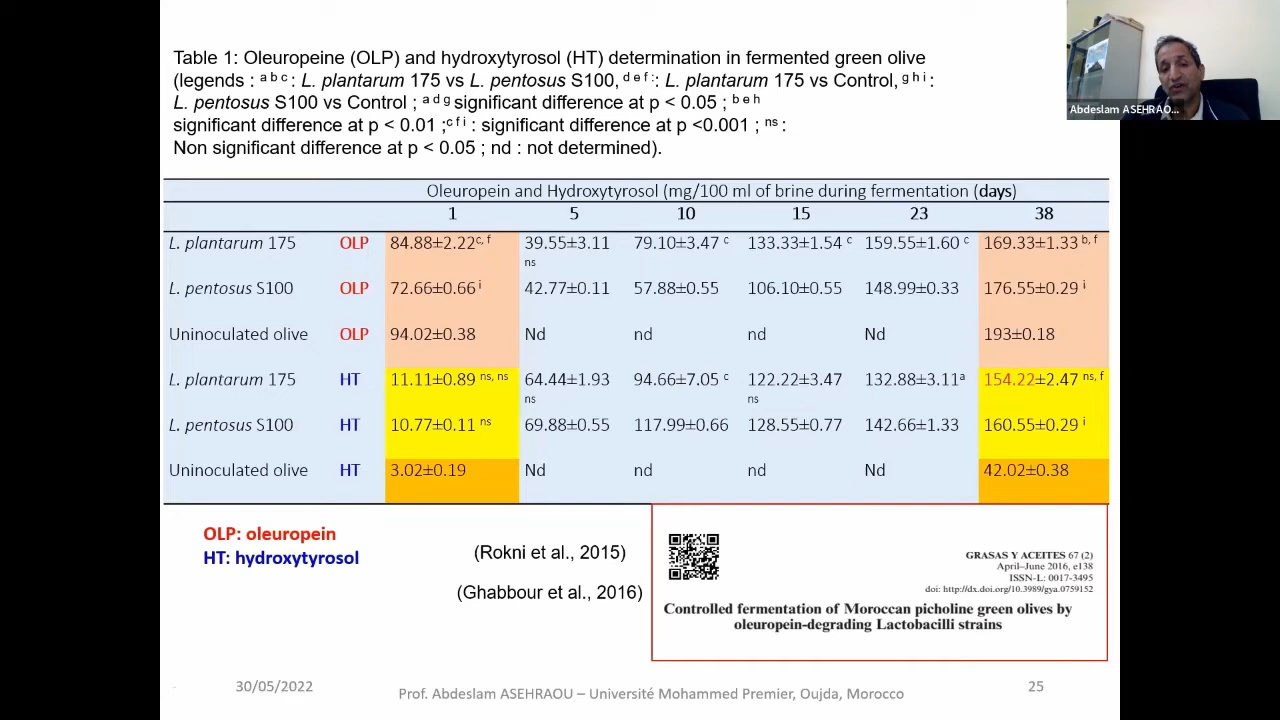 Table 1: Oleuropeine (OLP) and hydroxytyrosol (HT) determination in fermented green olive
(legends : a b c : L. plantarum 175 vs L. pentosus S100, d e f :: L. plantarum 175 vs Control, g h i :
L. pentosus S100 vs Control ; a d g significant difference at p < 0.05 ; b e h
significant difference at p < 0.01 ;c f i : significant difference at p <0.001 ; ns :
Non significant difference at p < 0.05 ; nd : not determined).
Abdeslam ASEHRAO...
Oleuropein and Hydroxytyrosol (mg/100 ml of brine during fermentation (days)
1 5 10 15 23 38
L. plantarum 175 OLP 84.88±2.22c, f 39.55±3.11 79.10±3.47 c 133.33±1.54 c 159.55±1.60 c 169.33±1.33 b, f
ns
L. pentosus S100 OLP 72.66±0.66 i 42.77±0.11 57.88±0.55 106.10±0.55 148.99±0.33 176.55±0.29 i
Uninoculated olive OLP 94.02±0.38 Nd nd nd Nd 193±0.18
L. plantarum 175 HT 11.11±0.89 ns, ns 64.44±1.93 94.66±7.05 c 122.22±3.47 132.88±3.11a 154.22±2.47 ns, f
ns ns
L. pentosus S100 HT 10.77±0.11 ns 69.88±0.55 117.99±0.66 128.55±0.77 142.66±1.33 160.55±0.29 i
Uninoculated olive HT 3.02±0.19 Nd nd nd Nd 42.02±0.38
OLP: oleuropein
HT: hydroxytyrosol
(Rokni et al., 2015)
(Ghabbour et al., 2016)
GRASAS Y ACEITES 67 (2)
April–June 2016, e138
ISSN-L: 0017-3495
doi: http://dx.doi.org/10.3989/gya.0759152
Controlled fermentation of Moroccan picholine green olives by
oleuropein-degrading Lactobacilli strains
30/05/2022
Prof. Abdeslam ASEHRAOU – Université Mohammed Premier, Oujda, Morocco
25